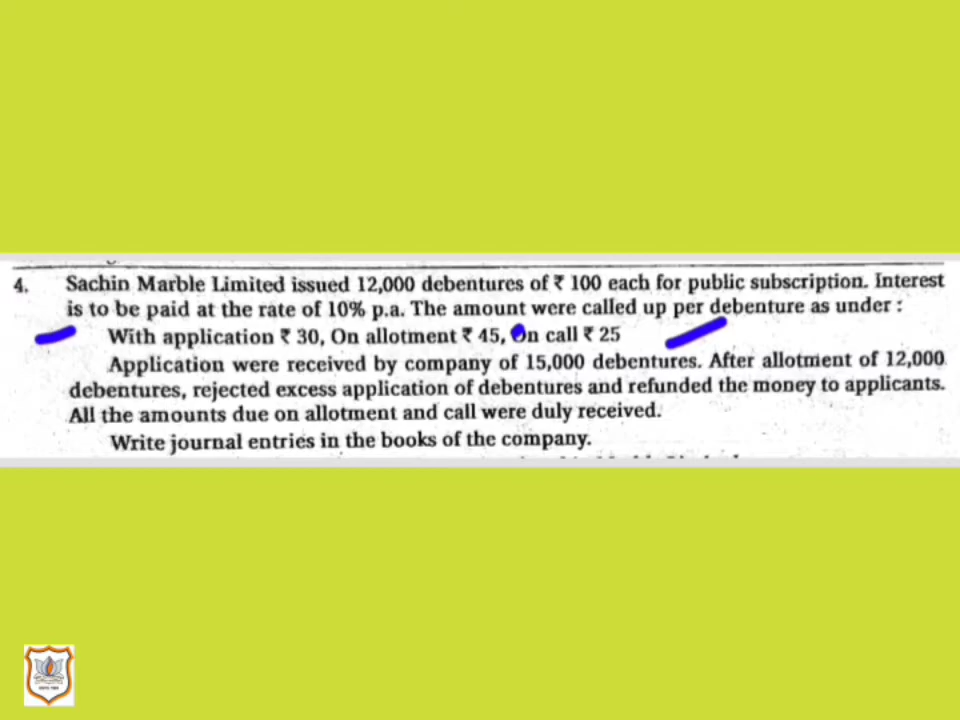 4. Sachin Marble Limited issued 12,000 debentures of ₹ 100 each for public subscription. Interest
is to be paid at the rate of 10% p.a. The amount were called up per debenture as under :
With application ₹ 30, On allotment ₹ 45, On call ₹ 25
Application were received by company of 15,000 debentures. After allotment of 12,000
debentures, rejected excess application of debentures and refunded the money to applicants.
All the amounts due on allotment and call were duly received.
Write journal entries in the books of the company.